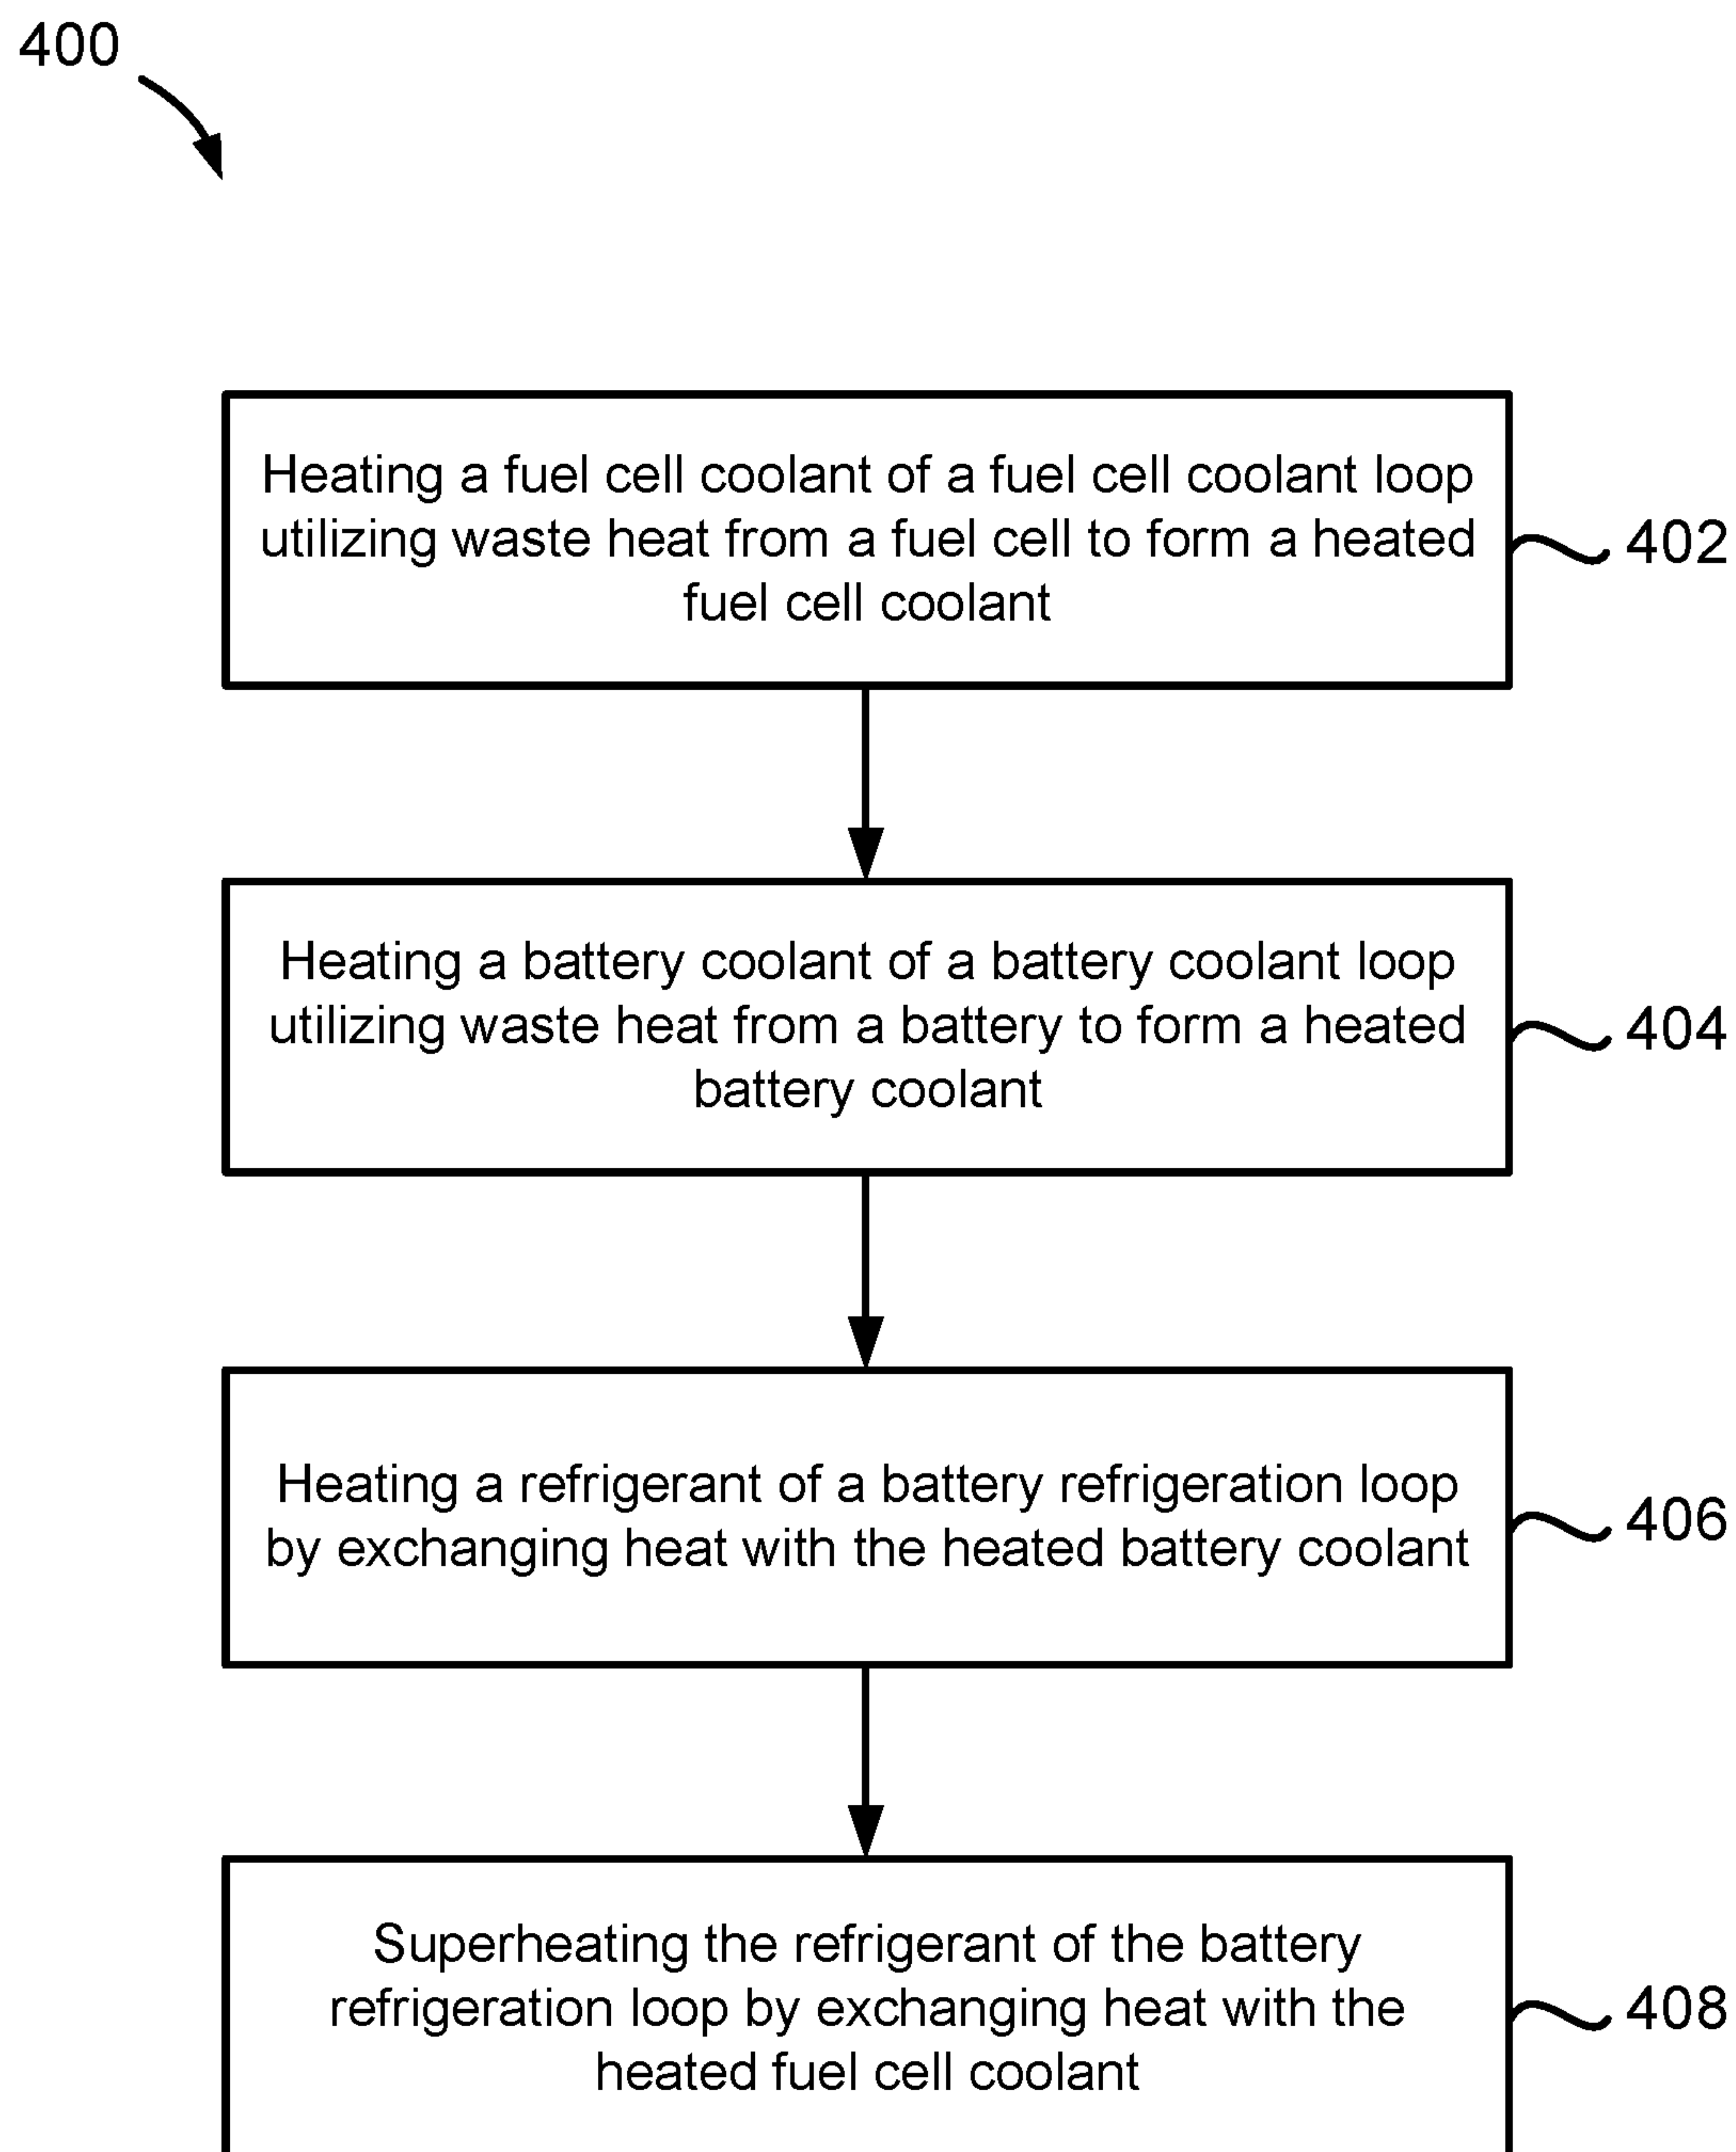 400
Heating a fuel cell coolant of a fuel cell coolant loop
utilizing waste heat from a fuel cell to form a heated
fuel cell coolant
402
Heating a battery coolant of a battery coolant loop
utilizing waste heat from a battery to form a heated
battery coolant
404
Heating a refrigerant of a battery refrigeration loop
by exchanging heat with the heated battery coolant
406
Superheating the refrigerant of the battery
refrigeration loop by exchanging heat with the
heated fuel cell coolant
408